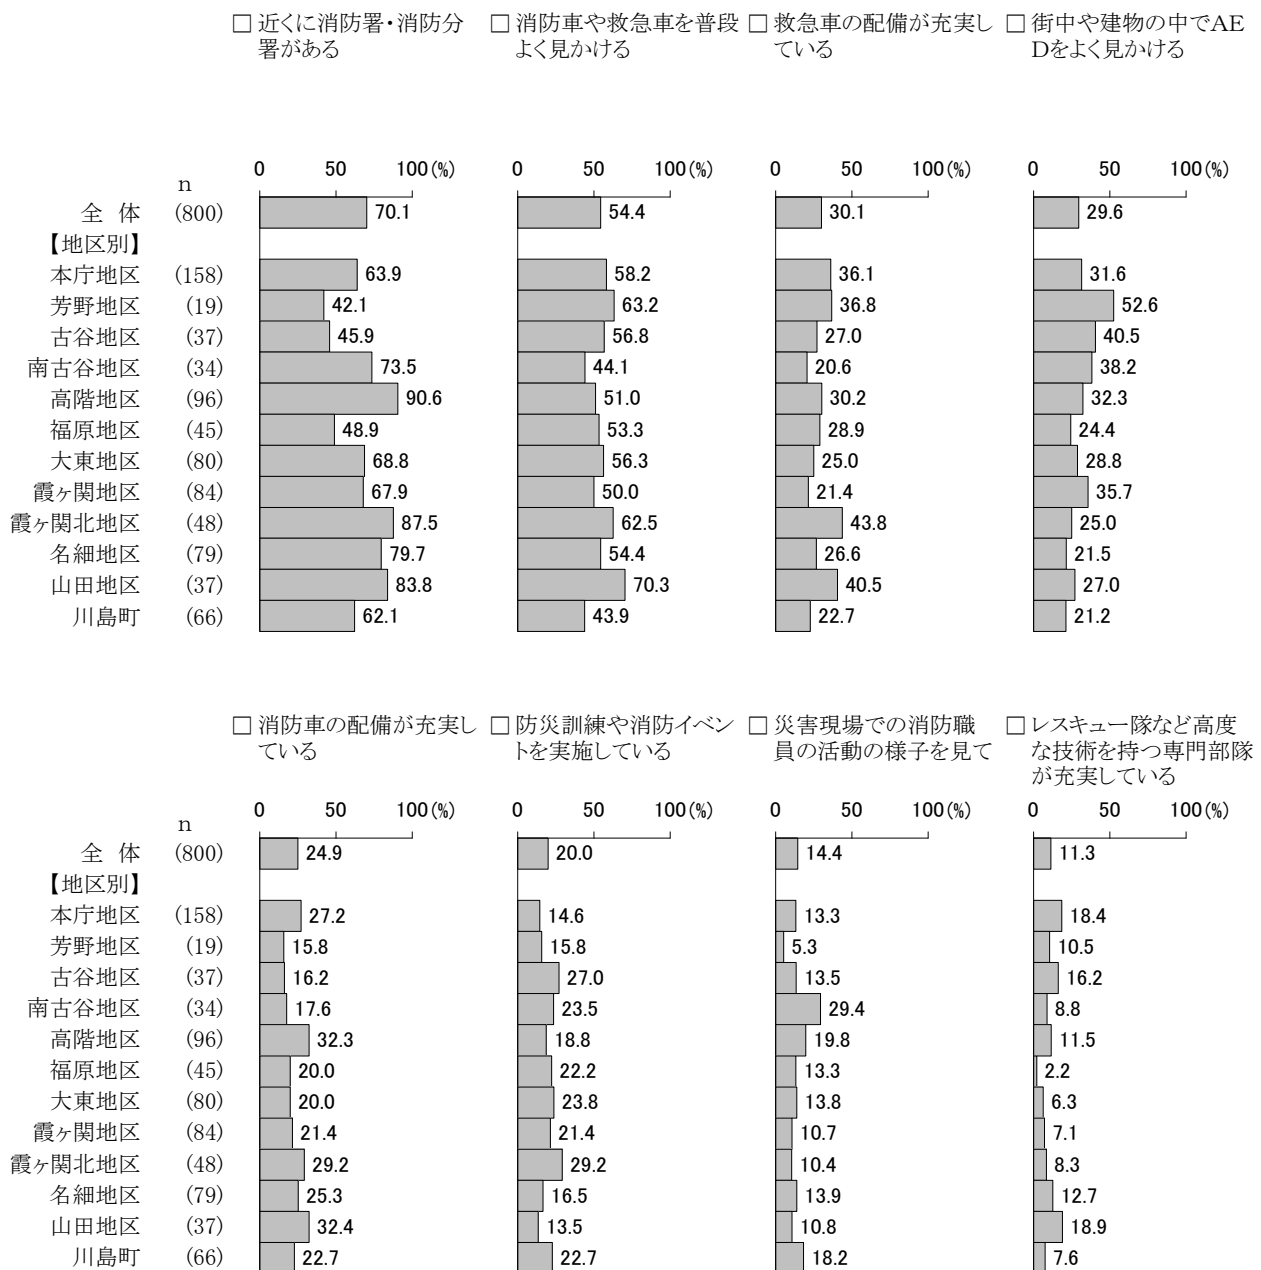 □ 近くに消防署・消防分
署がある
□ 消防車や救急車を普段
よく見かける
□ 救急車の配備が充実し
ている
□ 街中や建物の中でAE
Dをよく見かける
0 50 100(%) 0 50 100(%) 0 50 100(%) 0 50 100(%)
n
全 体 (800) 70.1 54.4 30.1 29.6
【地区別】
本庁地区 (158) 63.9 58.2 36.1 31.6
芳野地区 (19) 42.1 63.2 36.8 52.6
古谷地区 (37) 45.9 56.8 27.0 40.5
南古谷地区 (34) 73.5 44.1 20.6 38.2
高階地区 (96) 90.6 51.0 30.2 32.3
福原地区 (45) 48.9 53.3 28.9 24.4
大東地区 (80) 68.8 56.3 25.0 28.8
霞ヶ関地区 (84) 67.9 50.0 21.4 35.7
霞ヶ関北地区 (48) 87.5 62.5 43.8 25.0
名細地区 (79) 79.7 54.4 26.6 21.5
山田地区 (37) 83.8 70.3 40.5 27.0
川島町 (66) 62.1 43.9 22.7 21.2
□ 消防車の配備が充実し
ている
□ 防災訓練や消防イベン
トを実施している
□ 災害現場での消防職
員の活動の様子を見て
□ レスキュー隊など高度
な技術を持つ専門部隊
が充実している
0 50 100(%) 0 50 100(%) 0 50 100(%) 0 50 100(%)
n
全 体 (800) 24.9 20.0 14.4 11.3
【地区別】
本庁地区 (158) 27.2 14.6 13.3 18.4
芳野地区 (19) 15.8 15.8 5.3 10.5
古谷地区 (37) 16.2 27.0 13.5 16.2
南古谷地区 (34) 17.6 23.5 29.4 8.8
高階地区 (96) 32.3 18.8 19.8 11.5
福原地区 (45) 20.0 22.2 13.3 2.2
大東地区 (80) 20.0 23.8 13.8 6.3
霞ヶ関地区 (84) 21.4 21.4 10.7 7.1
霞ヶ関北地区 (48) 29.2 29.2 10.4 8.3
名細地区 (79) 25.3 16.5 13.9 12.7
山田地区 (37) 32.4 13.5 10.8 18.9
川島町 (66) 22.7 22.7 18.2 7.6